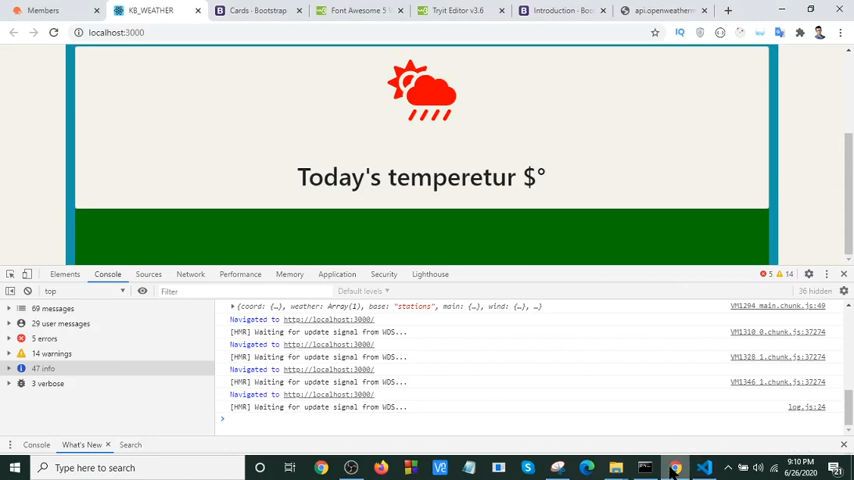 Members
KB_WEATHER
Cards · Bootstrap
Font Awesome 5
Tryit Editor v3.6
Introduction · Boo
api.openweatherm
localhost:3000/
IQ
Today's temperetur $°
Elements
Console
Sources
Network
Performance
Memory
Application
Security
Lighthouse
5
14
top
Filter
Default levels
36 hidden
69 messages
29 user messages
5 errors
14 warnings
47 info
3 verbose
{coord: {…}, weather: Array(1), base: "stations", main: {…}, wind: {…}, …}
VM1294 main.chunk.js:49
Navigated to http://localhost:3000/
[HMR] Waiting for update signal from WDS...
VM1310 0.chunk.js:37274
Navigated to http://localhost:3000/
[HMR] Waiting for update signal from WDS...
VM1328 1.chunk.js:37274
Navigated to http://localhost:3000/
[HMR] Waiting for update signal from WDS...
VM1346 1.chunk.js:37274
Navigated to http://localhost:3000/
[HMR] Waiting for update signal from WDS...
log.js:24
Console
What's New
Search
Type here to search
9:10 PM
6/26/2020
21